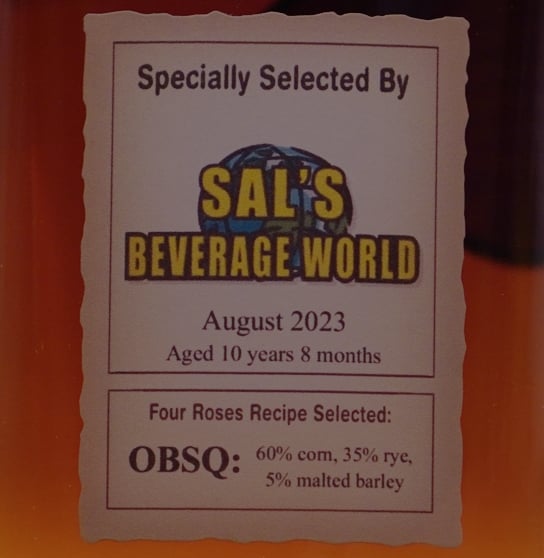 Specially Selected By
SAL'S
BEVERAGE WORLD
August 2023
Aged 10 years 8 months
Four Roses Recipe Selected:
OBSQ: 60% corn, 35% rye,
5% malted barley